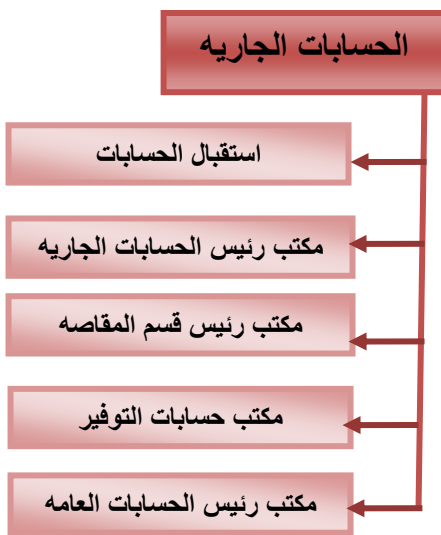 الحسابات الجاريه
استقبال الحسابات
مكتب رئيس الحسابات الجاريه
مكتب رئيس قسم المقاصه
مكتب حسابات التوفير
مكتب رئيس الحسابات العامه